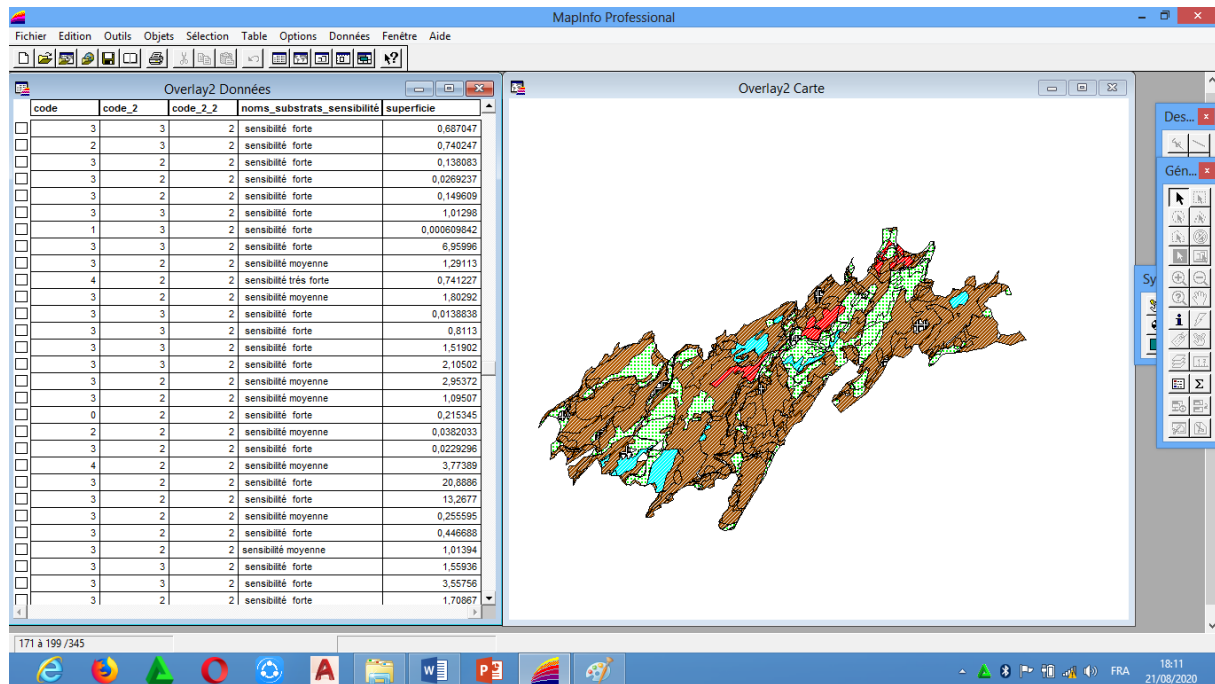 MapInfo Professional
Fichier Edition Outils Objets Sélection Table Options Données Fenêtre Aide
Overlay2 Données
code code_2 code_2_2 noms_substrats_sensibilité superficie
3 3 2 sensibilité forte 0,687047
2 3 2 sensibilité forte 0,740247
3 2 2 sensibilité forte 0,138083
3 2 2 sensibilité forte 0,0269237
3 2 2 sensibilité forte 0,149609
3 3 2 sensibilité forte 1,01298
1 3 2 sensibilité forte 0,000609842
3 3 2 sensibilité forte 6,95996
3 2 2 sensibilité moyenne 1,29113
4 2 2 sensibilité trés forte 0,741227
3 2 2 sensibilité moyenne 1,80292
3 3 2 sensibilité forte 0,0138838
3 3 2 sensibilité forte 0,8113
3 3 2 sensibilité forte 1,51902
3 3 2 sensibilité forte 2,10502
3 2 2 sensibilité moyenne 2,95372
3 2 2 sensibilité moyenne 1,09507
0 2 2 sensibilité forte 0,215345
2 2 2 sensibilité moyenne 0,0382033
3 2 2 sensibilité forte 0,0229296
4 2 2 sensibilité moyenne 3,77389
3 2 2 sensibilité forte 20,8886
3 2 2 sensibilité forte 13,2677
3 2 2 sensibilité moyenne 0,255595
3 2 2 sensibilité forte 0,446688
3 2 2 sensibilité moyenne 1,01394
3 3 2 sensibilité forte 1,55936
3 3 2 sensibilité forte 3,55756
3 2 2 sensibilité forte 1,70867
Overlay2 Carte
Des...
Gén...
Sy
171 à 199 /345
FRA
18:11
21/08/2020